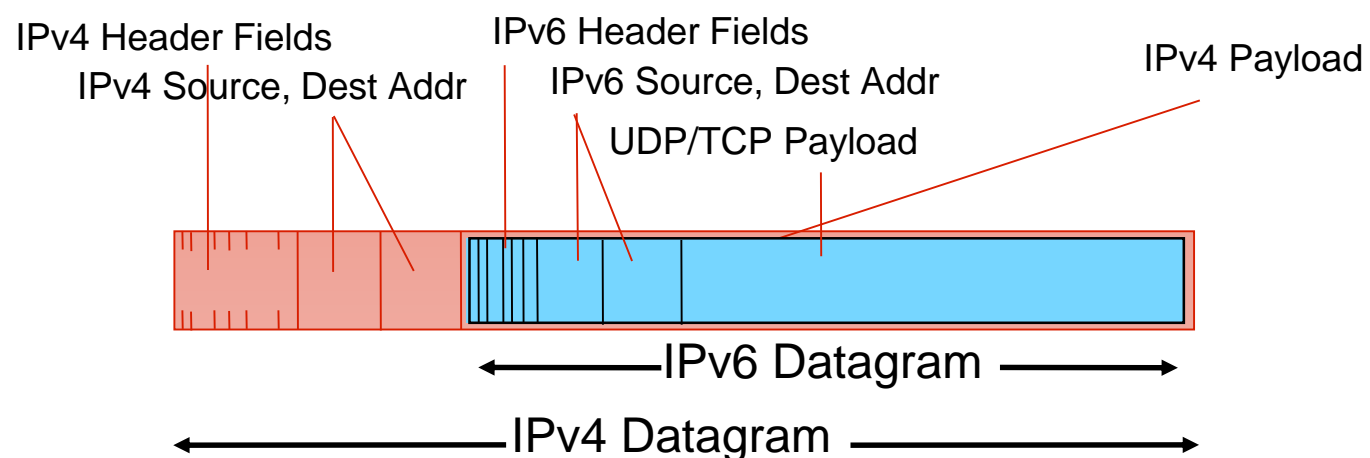 IPv4 Header Fields
IPv6 Header Fields
IPv4 Payload
IPv4 Source, Dest Addr
IPv6 Source, Dest Addr
UDP/TCP Payload
IPv6 Datagram
IPv4 Datagram